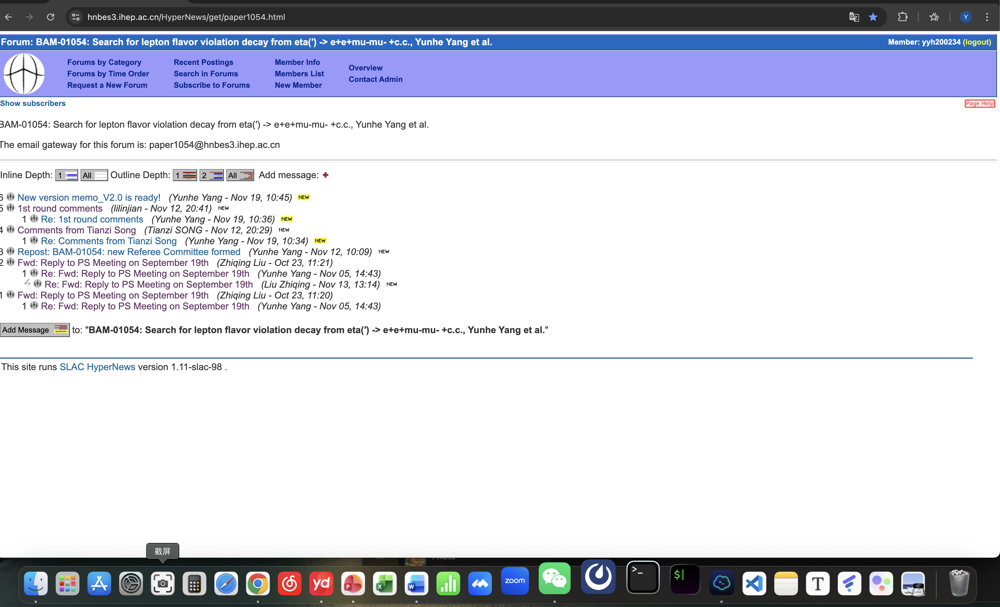 hnbes3.ihep.ac.cn/HyperNews/get/paper1054.html
Y
Forum: BAM-01054: Search for lepton flavor violation decay from eta(′) -> e+e+mu-mu- +c.c., Yunhe Yang et al.
Member: yyh200234 (logout)
Forums by Category
Forums by Time Order
Request a New Forum
Recent Postings
Search in Forums
Subscribe to Forums
Member Info
Members List
New Member
Overview
Contact Admin
Show subscribers
Page Help
BAM-01054: Search for lepton flavor violation decay from eta(′) -> e+e+mu-mu- +c.c., Yunhe Yang et al.
The email gateway for this forum is: paper1054@hnbes3.ihep.ac.cn
Inline Depth: 1 All Outline Depth: 1 2 All Add message:
6 New version memo_V2.0 is ready! (Yunhe Yang - Nov 19, 10:45) NEW
5 1st round comments (lilinjian - Nov 12, 20:41) NEW
1 Re: 1st round comments (Yunhe Yang - Nov 19, 10:36) NEW
4 Comments from Tianzi Song (Tianzi SONG - Nov 12, 20:29) NEW
1 Re: Comments from Tianzi Song (Yunhe Yang - Nov 19, 10:34) NEW
3 Repost: BAM-01054: new Referee Committee formed (Yunhe Yang - Nov 12, 10:09) NEW
2 Fwd: Reply to PS Meeting on September 19th (Zhiqing Liu - Oct 23, 11:21)
1 Re: Fwd: Reply to PS Meeting on September 19th (Yunhe Yang - Nov 05, 14:43)
Re: Fwd: Reply to PS Meeting on September 19th (Liu Zhiqing - Nov 13, 13:14) NEW
1 Fwd: Reply to PS Meeting on September 19th (Zhiqing Liu - Oct 23, 11:20)
1 Re: Fwd: Reply to PS Meeting on September 19th (Yunhe Yang - Nov 05, 14:43)
Add Message to: "BAM-01054: Search for lepton flavor violation decay from eta(′) -> e+e+mu-mu- +c.c., Yunhe Yang et al."
This site runs SLAC HyperNews version 1.11-slac-98 .
截屏
yd
P
X
W
zoom
>_
$
T